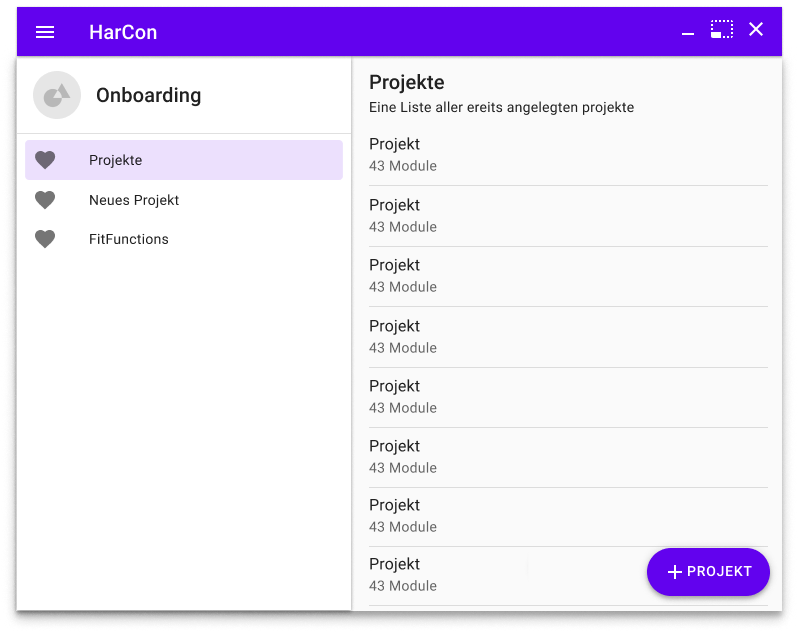 HarCon
Onboarding
Projekte
Neues Projekt
FitFunctions
Projekte
Eine Liste aller ereits angelegten projekte
Projekt
43 Module
Projekt
43 Module
Projekt
43 Module
Projekt
43 Module
Projekt
43 Module
Projekt
43 Module
Projekt
43 Module
Projekt
43 Module
PROJEKT